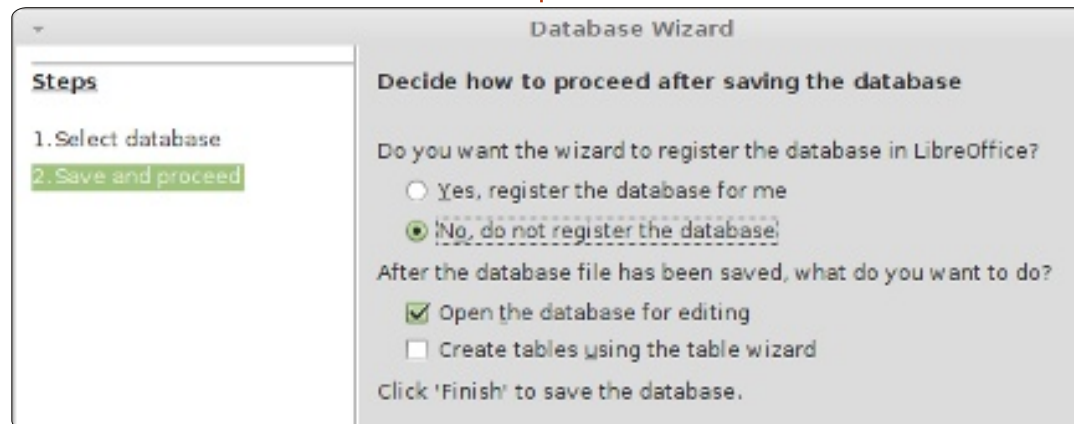 Database Wizard
Steps
1.Select database
2.Save and proceed
Decide how to proceed after saving the database
Do you want the wizard to register the database in LibreOffice?
Yes, register the database for me
No, do not register the database
After the database file has been saved, what do you want to do?
Open the database for editing
Create tables using the table wizard
Click 'Finish' to save the database.